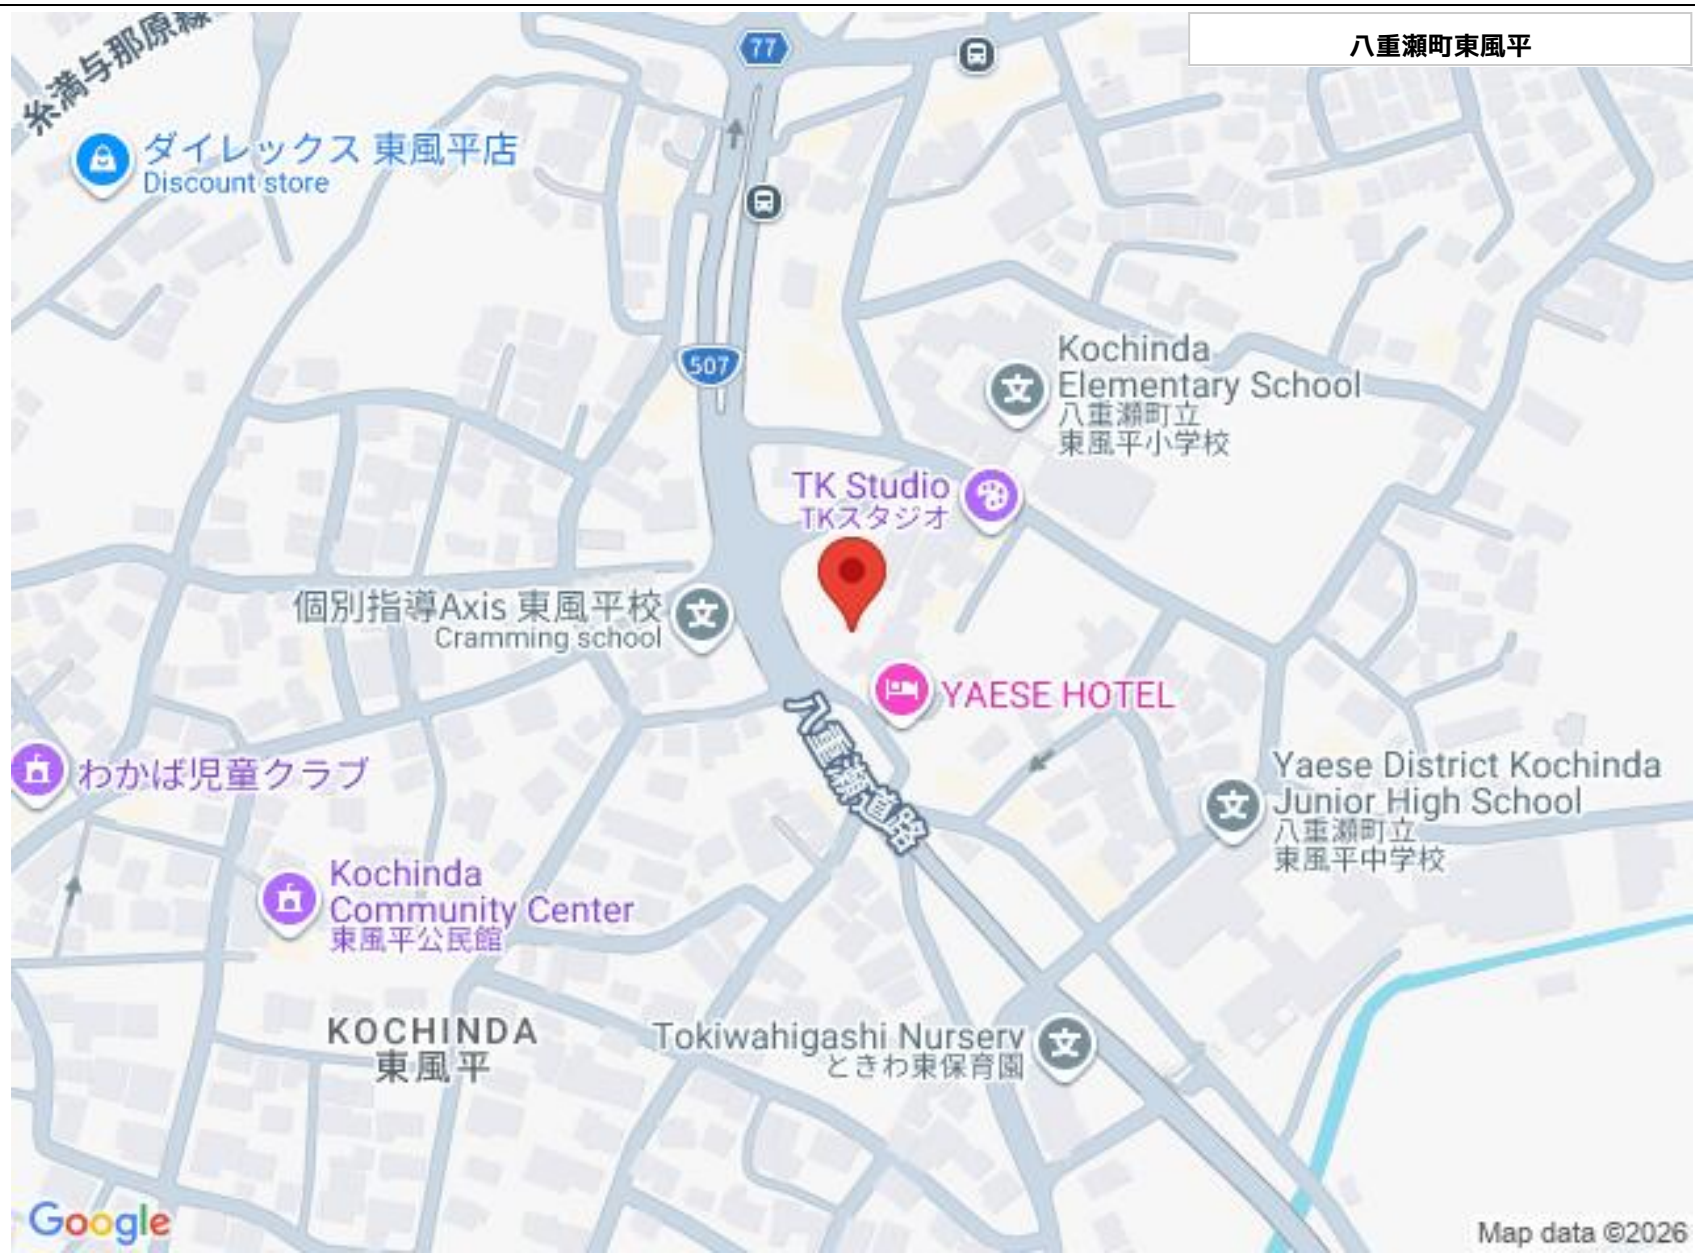 八重瀬町東風平
77
糸満与那原線
ダイレックス 東風平店
Discount store
507
Kochinda
Elementary School
八重瀬町立
東風平小学校
TK Studio
TKスタジオ
個別指導Axis 東風平校
Cramming school
YAESE HOTEL
八重瀬道路
わかば児童クラブ
Yaese District Kochinda
Junior High School
八重瀬町立
東風平中学校
Kochinda
Community Center
東風平公民館
KOCHINDA
東風平
Tokiwahigashi Nursery
ときわ東保育園
Google
Map data ©2026